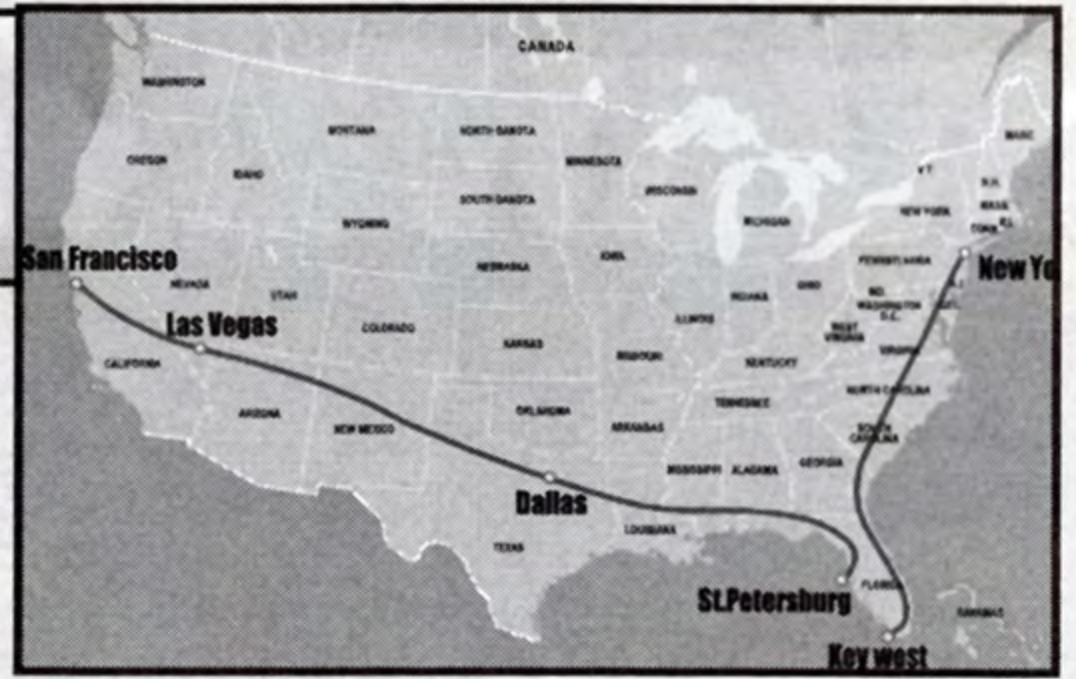 CANADA
WASHINGTON
MONTANA
NORTH DAKOTA
MAINE
OREGON
IDAHO
MINNESOTA
V T.
WISCONSIN
N.H.
SOUTH DAKOTA
MASS.
NEW YORK
R.I.
WYOMING
MICHIGAN
CONN.
San Francisco
IOWA
PENNSYLVANIA
New Yo
NEBRASKA
NEVADA
UTAH
INDIANA
OHIO
MD.
WASHINGTON
D.C.
DEL.
Las Vegas
COLORADO
ILLINOIS
WEST
VIRGINIA
KANSAS
VIRGINIA
CALIFORNIA
MISSOURI
KENTUCKY
NORTH CAROLINA
ARIZONA
OKLAHOMA
TENNESSEE
NEW MEXICO
ARKANSAS
SOUTH
CAROLINA
MISSISSIPPI
ALABAMA
GEORGIA
Dallas
LOUISIANA
TEXAS
FLORIDA
St.Petersburg
BAHAMAS
Key west